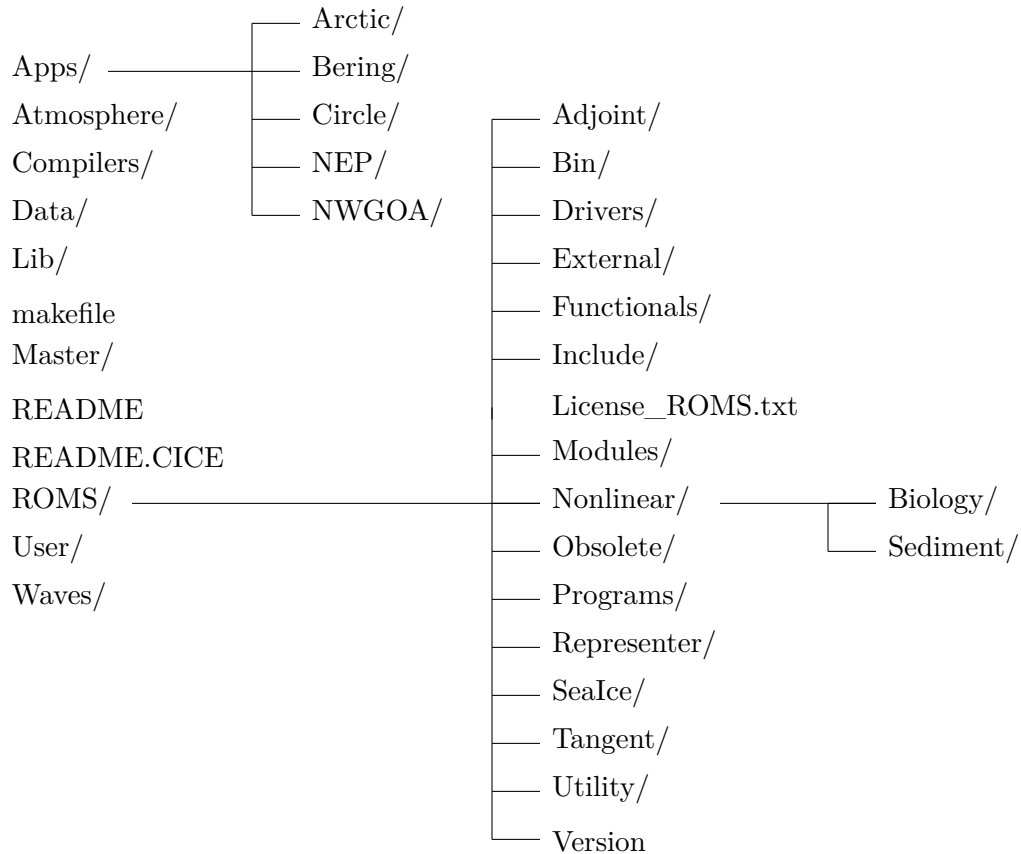 Apps/
Atmosphere/
Compilers/
Data/
Lib/
makefile
Master/
README
README.CICE
ROMS/
User/
Waves/
Arctic/
Bering/
Circle/
NEP/
NWGOA/
Adjoint/
Bin/
Drivers/
External/
Functionals/
Include/
License_ROMS.txt
Modules/
Nonlinear/
Obsolete/
Programs/
Representer/
SeaIce/
Tangent/
Utility/
Version
Biology/
Sediment/